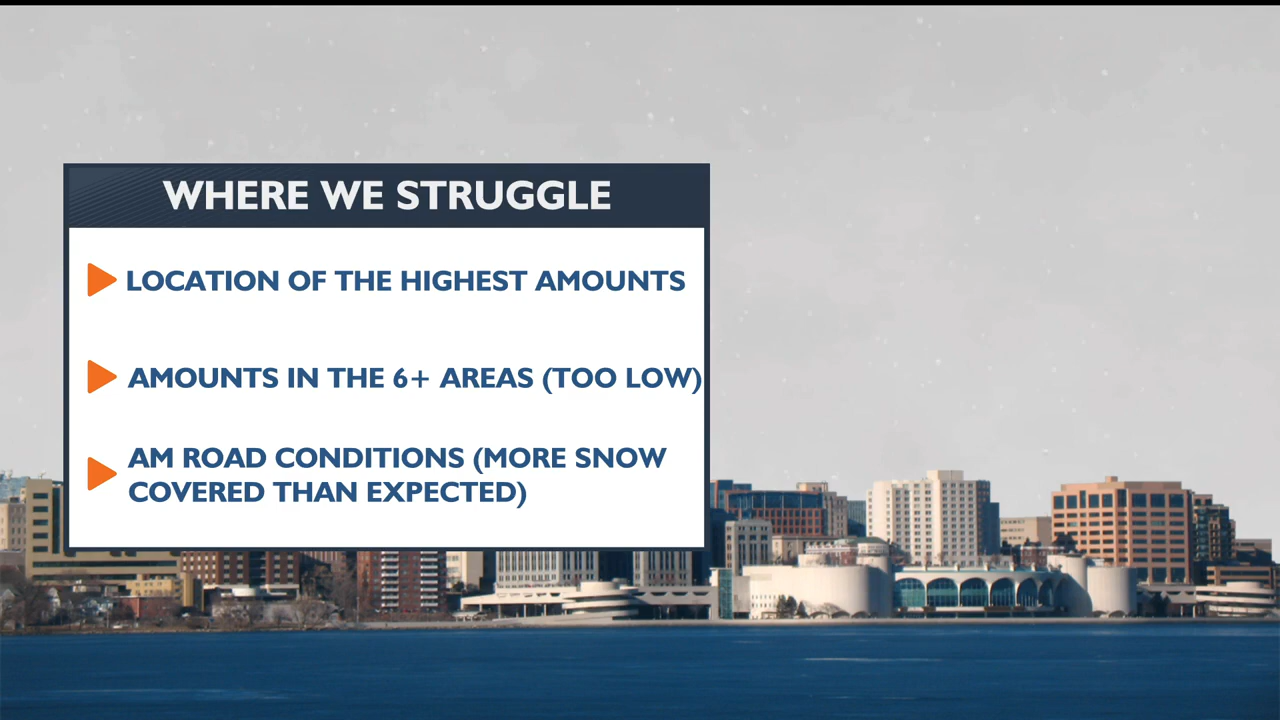 WHERE WE STRUGGLE
LOCATION OF THE HIGHEST AMOUNTS
AMOUNTS IN THE 6+ AREAS (TOO LOW)
AM ROAD CONDITIONS (MORE SNOW
COVERED THAN EXPECTED)